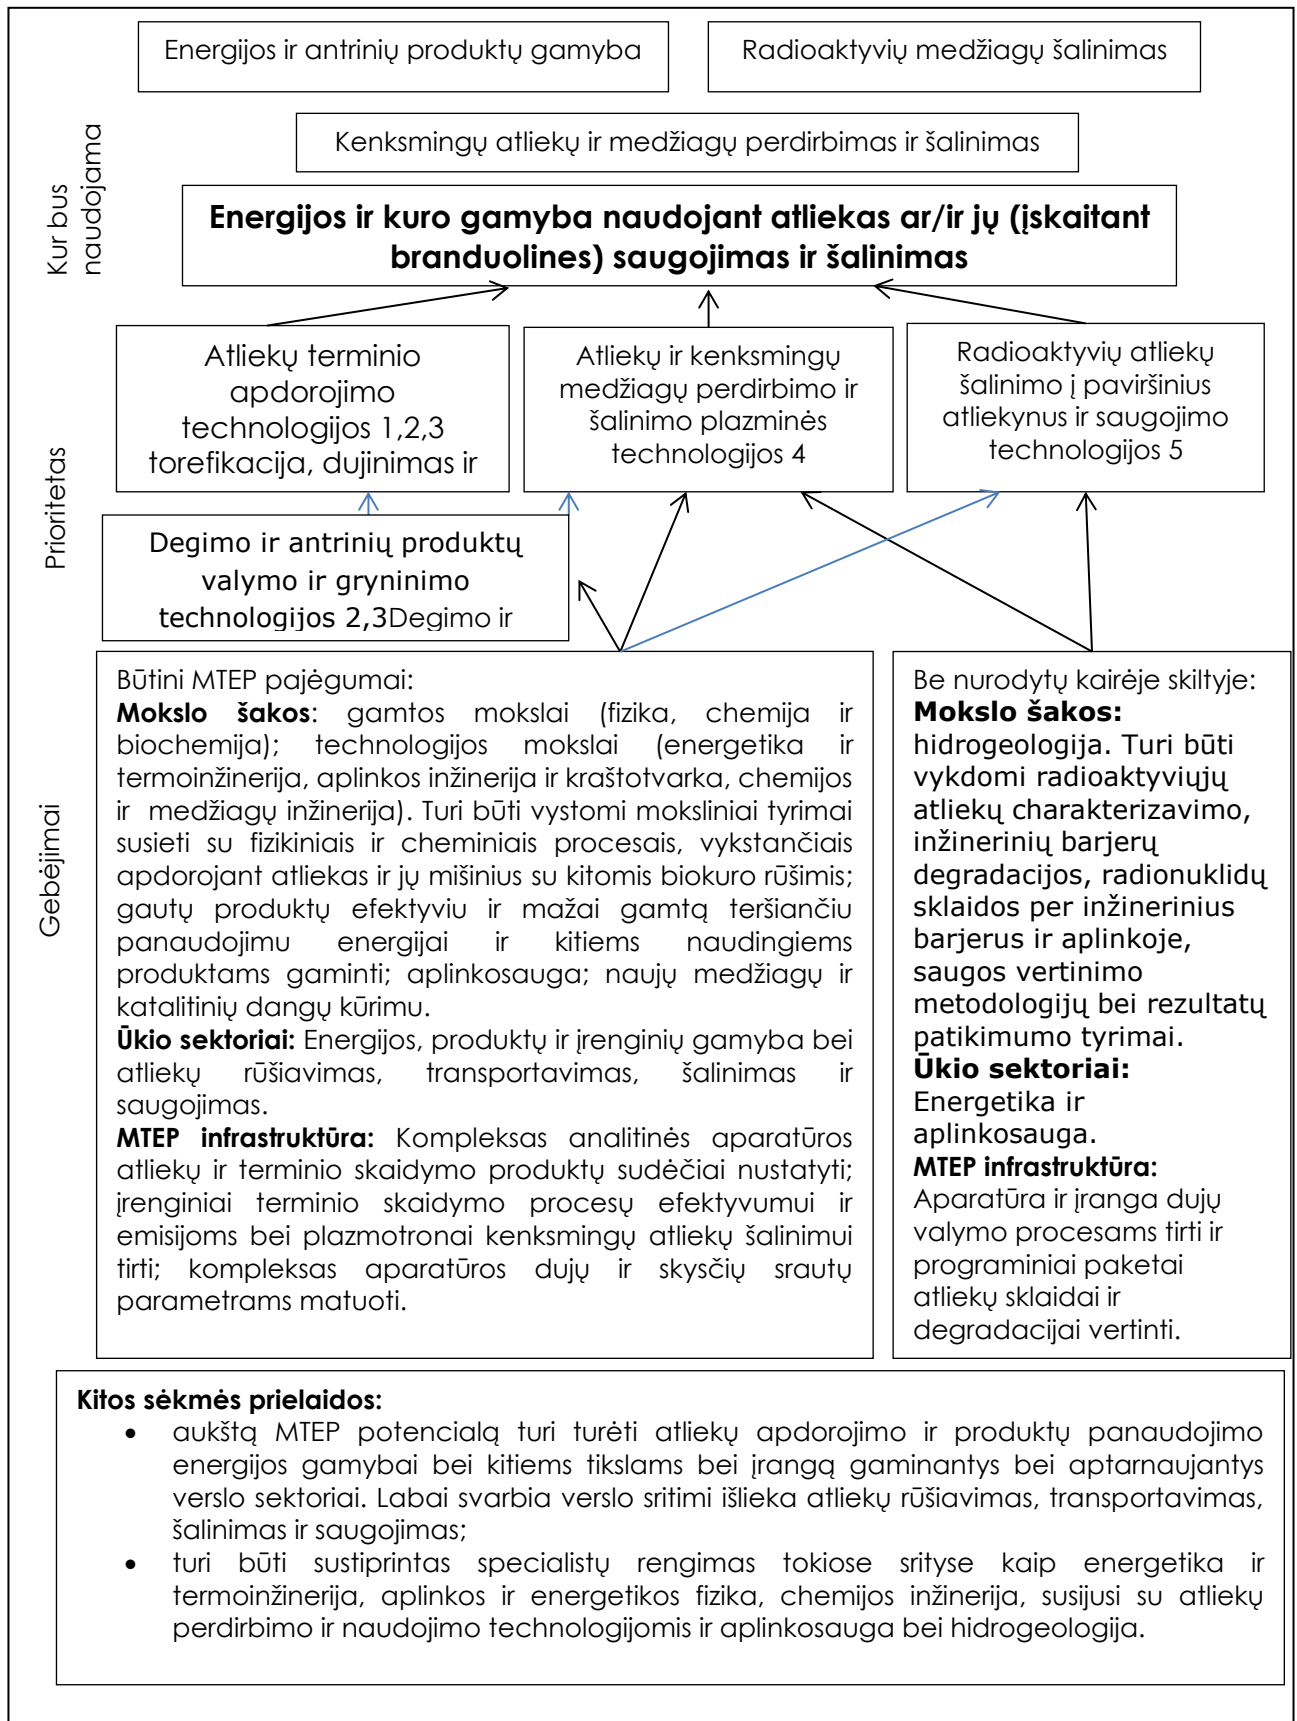 Energijos ir antrinių produktų gamyba
Radioaktyvių medžiagų šalinimas
Kenksmingų atliekų ir medžiagų perdirbimas ir šalinimas
Kur bus
naudojama
Energijos ir kuro gamyba naudojant atliekas ar/ir jų (įskaitant
branduolines) saugojimas ir šalinimas
Atliekų terminio
apdorojimo
technologijos 1,2,3
torefikacija, dujinimas ir
Atliekų ir kenksmingų
medžiagų perdirbimo ir
šalinimo plazminės
technologijos 4
Radioaktyvių atliekų
šalinimo į paviršinius
atliekynus ir saugojimo
technologijos 5
Prioritetas
Degimo ir antrinių produktų
valymo ir gryninimo
technologijos 2,3Degimo ir
Gebėjimai
Būtini MTEP pajėgumai:
Mokslo šakos: gamtos mokslai (fizika, chemija ir
biochemija); technologijos mokslai (energetika ir
termoinžinerija, aplinkos inžinerija ir kraštotvarka, chemijos
ir medžiagų inžinerija). Turi būti vystomi moksliniai tyrimai
susieti su fizikiniais ir cheminiais procesais, vykstančiais
apdorojant atliekas ir jų mišinius su kitomis biokuro rūšimis;
gautų produktų efektyviu ir mažai gamtą teršiančiu
panaudojimu energijai ir kitiems naudingiems
produktams gaminti; aplinkosauga; naujų medžiagų ir
katalitinių dangų kūrimu.
Ūkio sektoriai: Energijos, produktų ir įrenginių gamyba bei
atliekų rūšiavimas, transportavimas, šalinimas ir
saugojimas.
MTEP infrastruktūra: Kompleksas analitinės aparatūros
atliekų ir terminio skaidymo produktų sudėčiai nustatyti;
įrenginiai terminio skaidymo procesų efektyvumui ir
emisijoms bei plazmotronai kenksmingų atliekų šalinimui
tirti; kompleksas aparatūros dujų ir skysčių srautų
parametrams matuoti.
Be nurodytų kairėje skiltyje:
Mokslo šakos:
hidrogeologija. Turi būti
vykdomi radioaktyviųjų
atliekų charakterizavimo,
inžinerinių barjerų
degradacijos, radionuklidų
sklaidos per inžinerinius
barjerus ir aplinkoje,
saugos vertinimo
metodologijų bei rezultatų
patikimumo tyrimai.
Ūkio sektoriai:
Energetika ir
aplinkosauga.
MTEP infrastruktūra:
Aparatūra ir įranga dujų
valymo procesams tirti ir
programiniai paketai
atliekų sklaidai ir
degradacijai vertinti.
Kitos sėkmės prielaidos:
• aukštą MTEP potencialą turi turėti atliekų apdorojimo ir produktų panaudojimo
energijos gamybai bei kitiems tikslams bei įrangą gaminantys bei aptarnaujantys
verslo sektoriai. Labai svarbia verslo sritimi išlieka atliekų rūšiavimas, transportavimas,
šalinimas ir saugojimas;
• turi būti sustiprintas specialistų rengimas tokiose srityse kaip energetika ir
termoinžinerija, aplinkos ir energetikos fizika, chemijos inžinerija, susijusi su atliekų
perdirbimo ir naudojimo technologijomis ir aplinkosauga bei hidrogeologija.